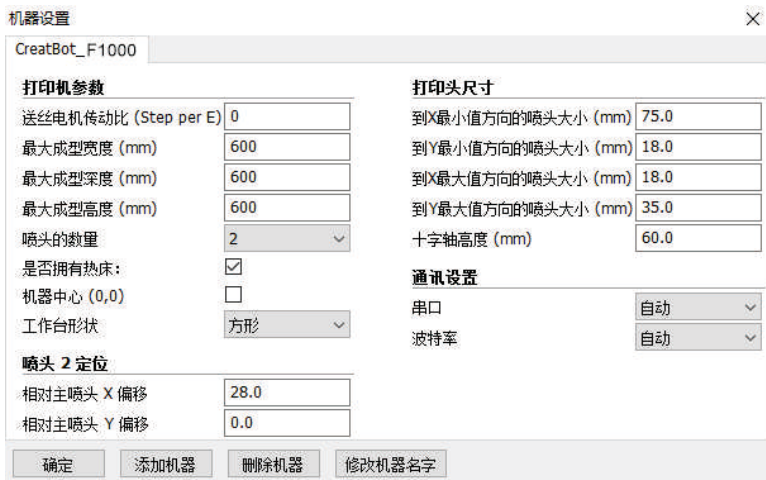 机器设置
CreatBot_F1000
打印机参数
送丝电机传动比 (Step per E) 0
最大成型宽度 (mm) 600
最大成型深度 (mm) 600
最大成型高度 (mm) 600
喷头的数量 2
是否拥有热床:
机器中心 (0,0)
工作台形状 方形
喷头 2 定位
相对主喷头 X 偏移 28.0
相对主喷头 Y 偏移 0.0
打印头尺寸
到X最小值方向的喷头大小 (mm) 75.0
到Y最小值方向的喷头大小 (mm) 18.0
到X最大值方向的喷头大小 (mm) 18.0
到Y最大值方向的喷头大小 (mm) 35.0
十字轴高度 (mm) 60.0
通讯设置
串口 自动
波特率 自动
确定 添加机器 删除机器 修改机器名字